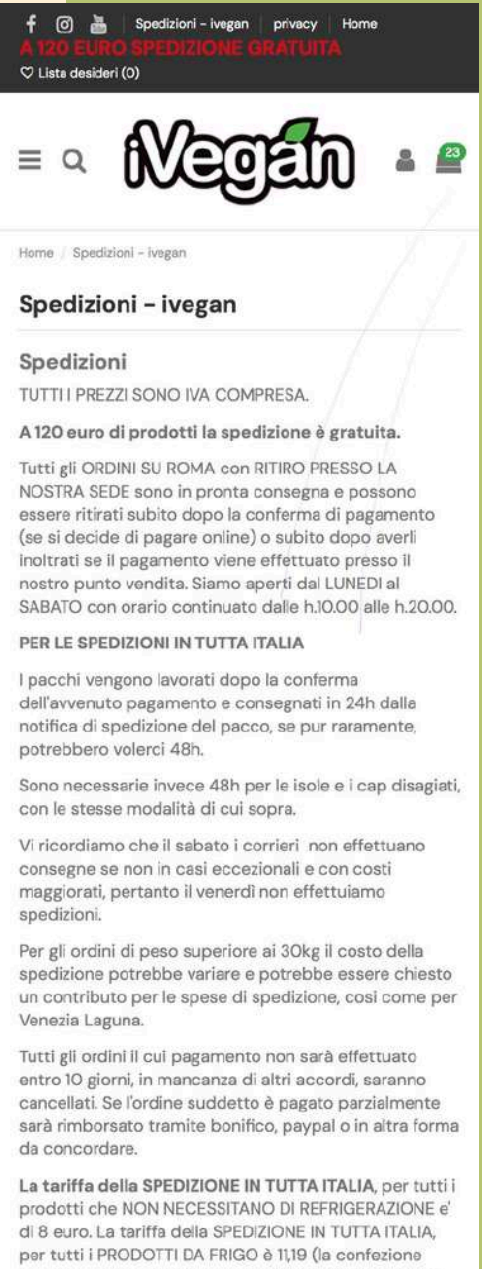 Spedizioni - ivegan privacy Home
A 120 EURO SPEDIZIONE GRATUITA
Lista desideri (0)
iVegan
23
Home / Spedizioni - ivegan
Spedizioni - ivegan
Spedizioni
TUTTI I PREZZI SONO IVA COMPRESA.
A 120 euro di prodotti la spedizione è gratuita.
Tutti gli ORDINI SU ROMA con RITIRO PRESSO LA
NOSTRA SEDE sono in pronta consegna e possono
essere ritirati subito dopo la conferma di pagamento
(se si decide di pagare online) o subito dopo averli
inoltrati se il pagamento viene effettuato presso il
nostro punto vendita. Siamo aperti dal LUNEDI al
SABATO con orario continuato dalle h.10.00 alle h.20.00.
PER LE SPEDIZIONI IN TUTTA ITALIA
I pacchi vengono lavorati dopo la conferma
dell'avvenuto pagamento e consegnati in 24h dalla
notifica di spedizione del pacco, se pur raramente,
potrebbero volerci 48h.
Sono necessarie invece 48h per le isole e i cap disagiati,
con le stesse modalità di cui sopra.
Vi ricordiamo che il sabato i corrieri non effettuano
consegne se non in casi eccezionali e con costi
maggiorati, pertanto il venerdì non effettuiamo
spedizioni.
Per gli ordini di peso superiore ai 30kg il costo della
spedizione potrebbe variare e potrebbe essere chiesto
un contributo per le spese di spedizione, cosi come per
Venezia Laguna.
Tutti gli ordini il cui pagamento non sarà effettuato
entro 10 giorni, in mancanza di altri accordi, saranno
cancellati. Se l'ordine suddetto è pagato parzialmente
sarà rimborsato tramite bonifico, paypal o in altra forma
da concordare.
La tariffa della SPEDIZIONE IN TUTTA ITALIA, per tutti i
prodotti che NON NECESSITANO DI REFRIGERAZIONE e'
di 8 euro. La tariffa della SPEDIZIONE IN TUTTA ITALIA,
per tutti i PRODOTTI DA FRIGO è 11,19 (la confezione